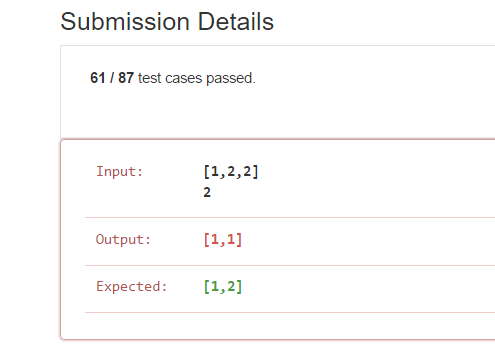 Submission Details
61 / 87 test cases passed.
Input: [1,2,2]
2
Output: [1,1]
Expected: [1,2]